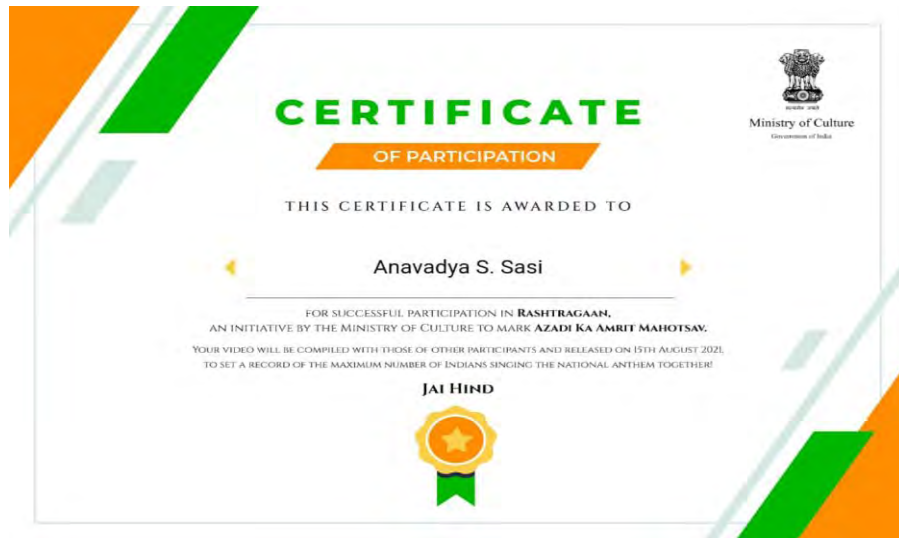 CERTIFICATE
OF PARTICIPATION
Ministry of Culture
Government of India
THIS CERTIFICATE IS AWARDED TO
Anavadya S. Sasi
FOR SUCCESSFUL PARTICIPATION IN RASHTRAGAAN,
AN INITIATIVE BY THE MINISTRY OF CULTURE TO MARK AZADI KA AMRIT MAHOTSAV.
YOUR VIDEO WILL BE COMPILED WITH THOSE OF OTHER PARTICIPANTS AND RELEASED ON 15TH AUGUST 2021,
TO SET A RECORD OF THE MAXIMUM NUMBER OF INDIANS SINGING THE NATIONAL ANTHEM TOGETHER!
JAI HIND